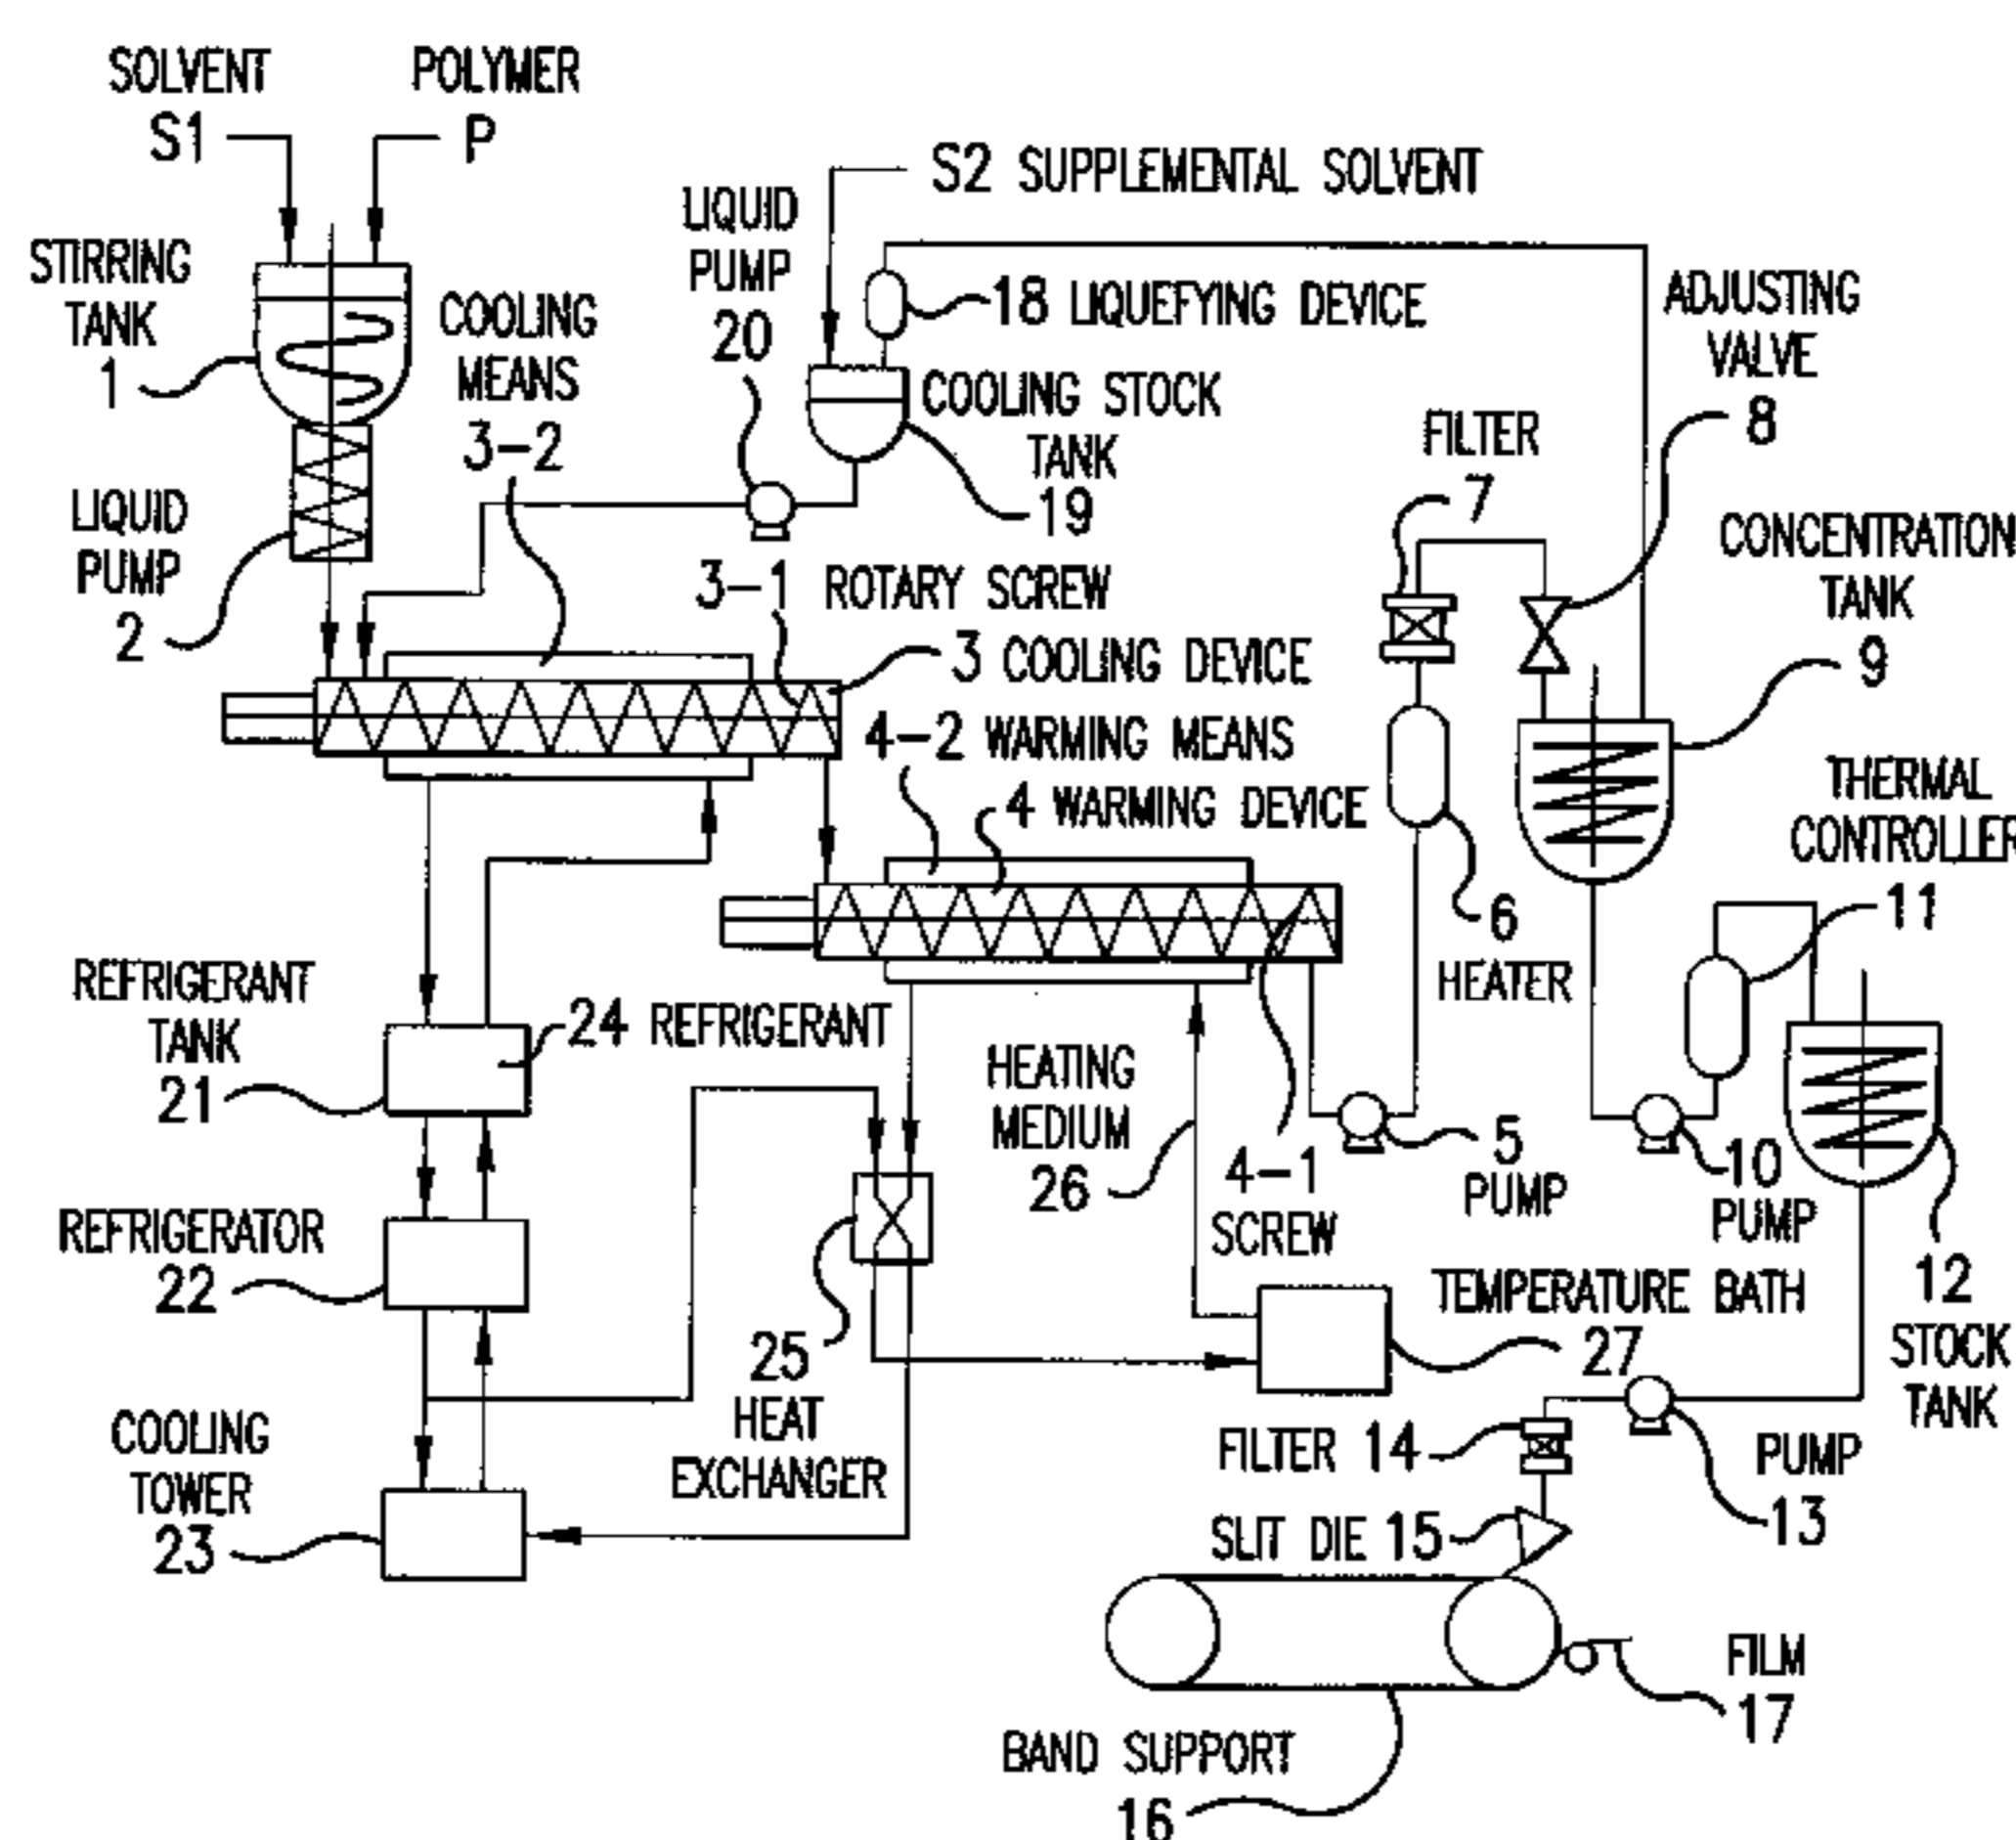 SOLVENT
S1
POLYMER
P
S2 SUPPLEMENTAL SOLVENT
STIRRING
TANK
1
COOLING
MEANS
3-2
LIQUID
PUMP
20
18 LIQUEFYING DEVICE
COOLING STOCK
TANK
19
ADJUSTING
VALVE
8
FILTER
7
LIQUID
PUMP
2
3-1 ROTARY SCREW
3 COOLING DEVICE
CONCENTRATION
TANK
9
4-2 WARMING MEANS
4 WARMING DEVICE
6
HEATER
THERMAL
CONTROLLER
11
REFRIGERANT
TANK
21
24 REFRIGERANT
HEATING
MEDIUM
26
4-1
SCREW
5
PUMP
10
PUMP
12
STOCK
TANK
REFRIGERATOR
22
25
HEAT
EXCHANGER
TEMPERATURE BATH
27
COOLING
TOWER
23
FILTER 14
PUMP
13
SLIT DIE 15
FILM
17
BAND SUPPORT
16